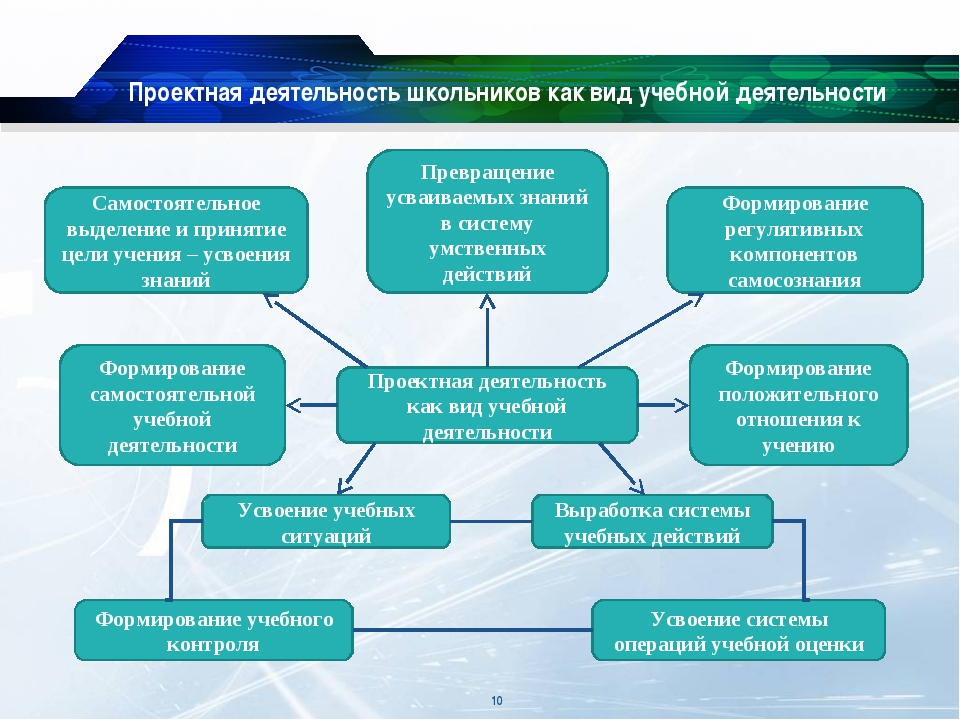 Проектная деятельность школьников как вид учебной деятельности
Самостоятельное
выделение и принятие
цели учения – усвоения
знаний
Превращение
усваиваемых знаний
в систему
умственных
действий
Формирование
регулятивных
компонентов
самосознания
Формирование
самостоятельной
учебной
деятельности
Проектная деятельность
как вид учебной
деятельности
Формирование
положительного
отношения к
учению
Усвоение учебных
ситуаций
Выработка системы
учебных действий
Формирование учебного
контроля
Усвоение системы
операций учебной оценки
10